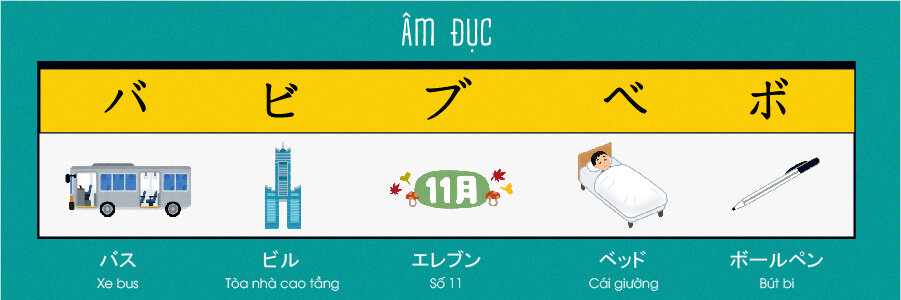 ÂM ĐỤC
バ ビ ブ ベ ボ
11月
バス ビル エレブン ベッド ボールペン
Xe bus Tòa nhà cao tầng Số 11 Cái giường Bút bi